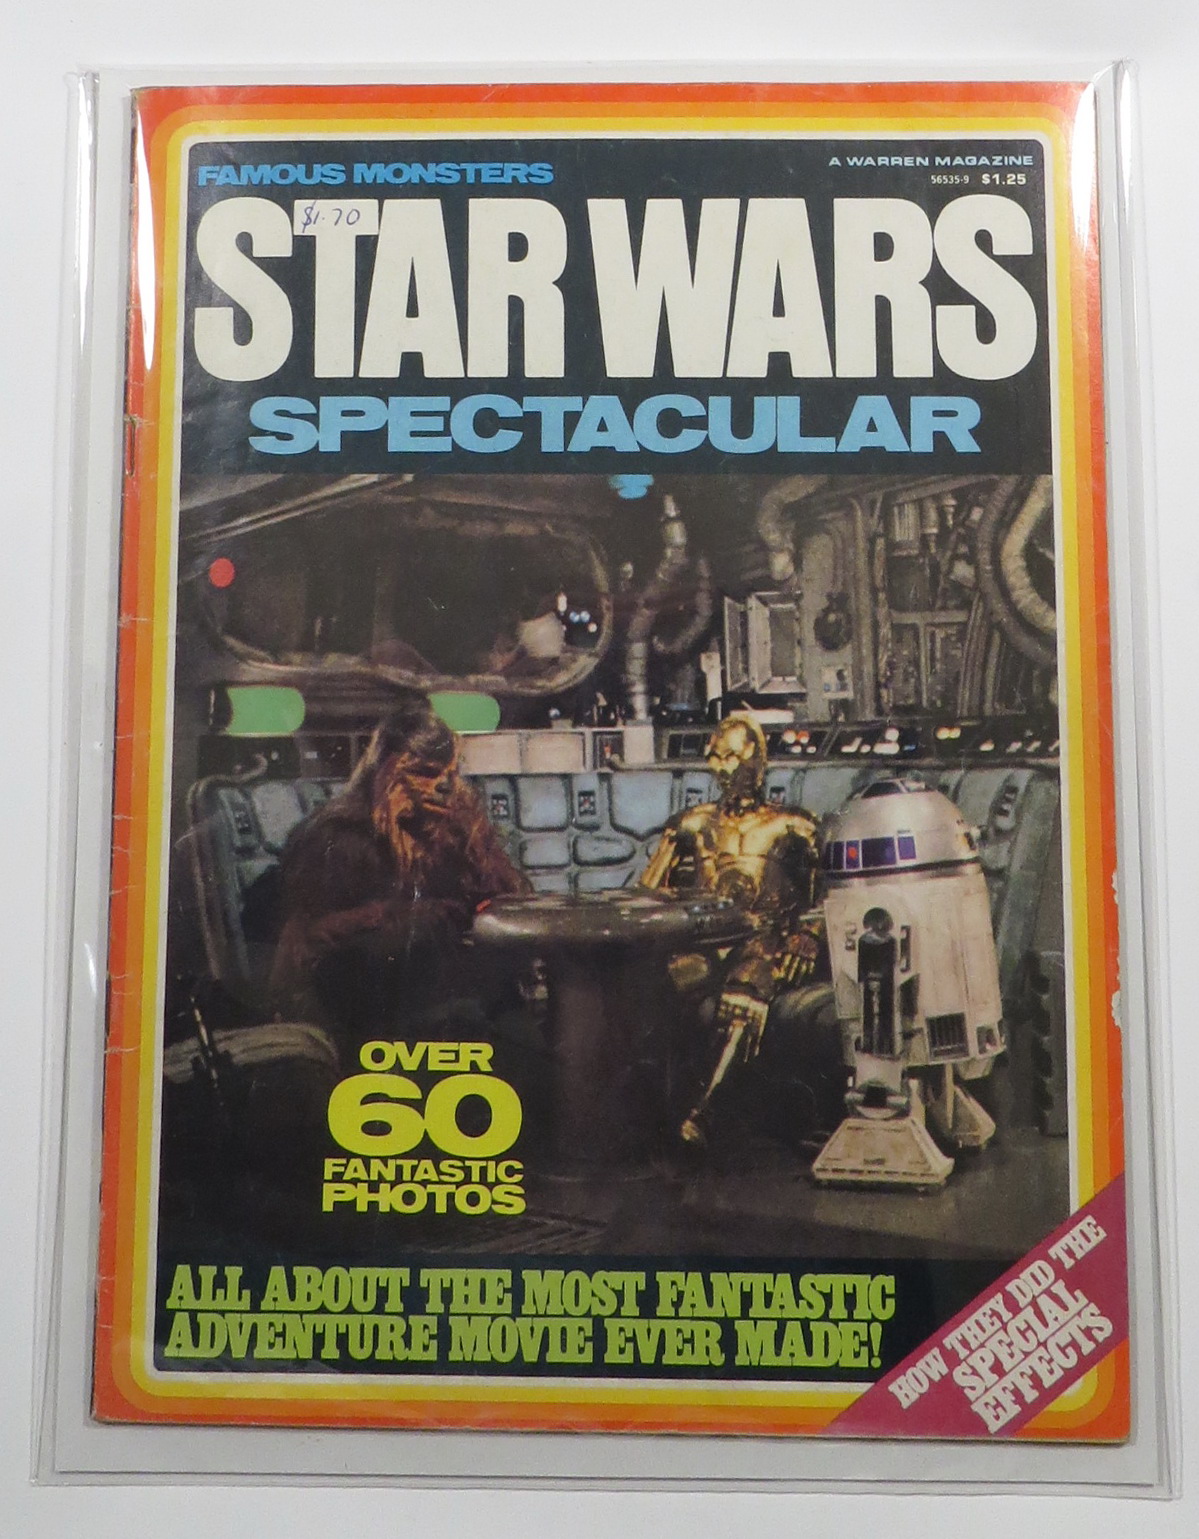 FAMOUS MONSTERS
A WARREN MAGAZINE
56535-9 $1.25
$1.70
STAR WARS
SPECTACULAR
OVER
60
FANTASTIC
PHOTOS
ALL ABOUT THE MOST FANTASTIC
ADVENTURE MOVIE EVER MADE!
HOW THEY DID THE
SPECIAL
EFFECTS